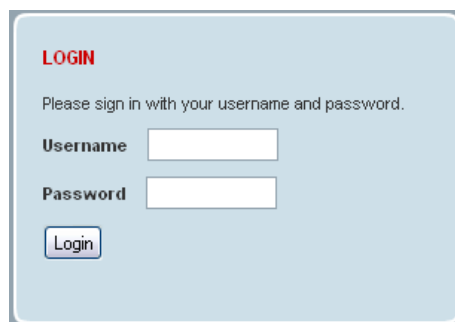 LOGIN
Please sign in with your username and password.
Username
Password
Login